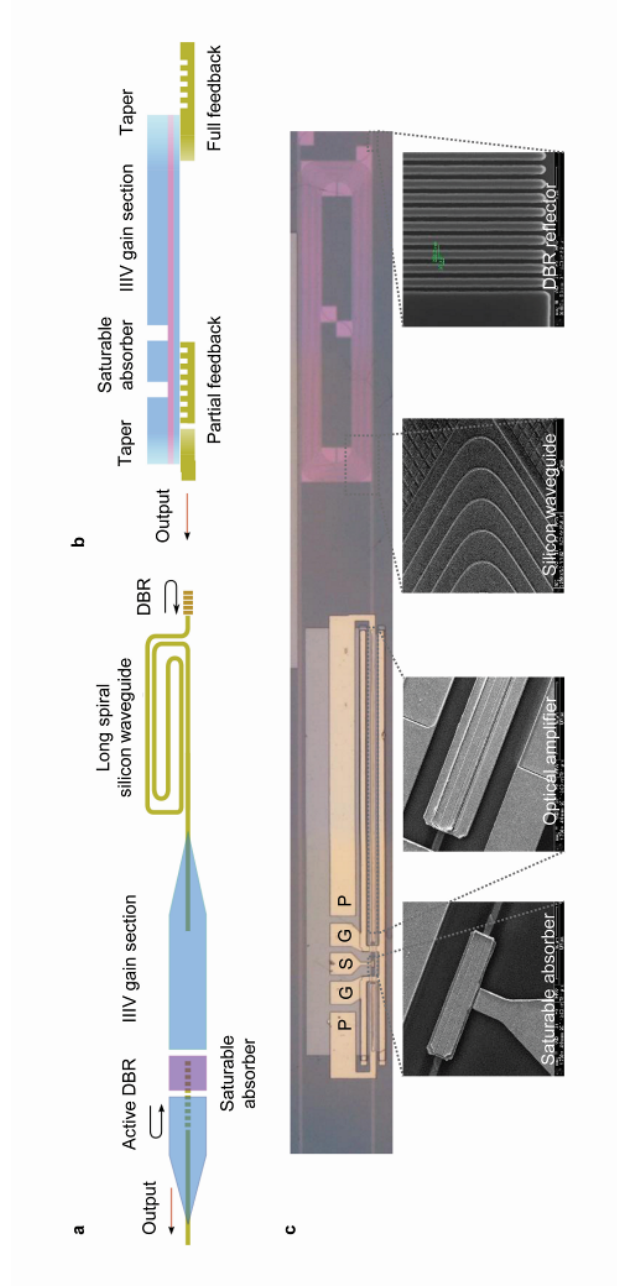 a
Output
Active DBR
IIIV gain section
Saturable
absorber
Long spiral
silicon waveguide
DBR
b
Output
Taper
Saturable
absorber
IIIV gain section
Taper
Partial feedback
Full feedback
c
P
G
S
G
P
Saturable absorber
Optical amplifier
Silicon waveguide
DBR reflector